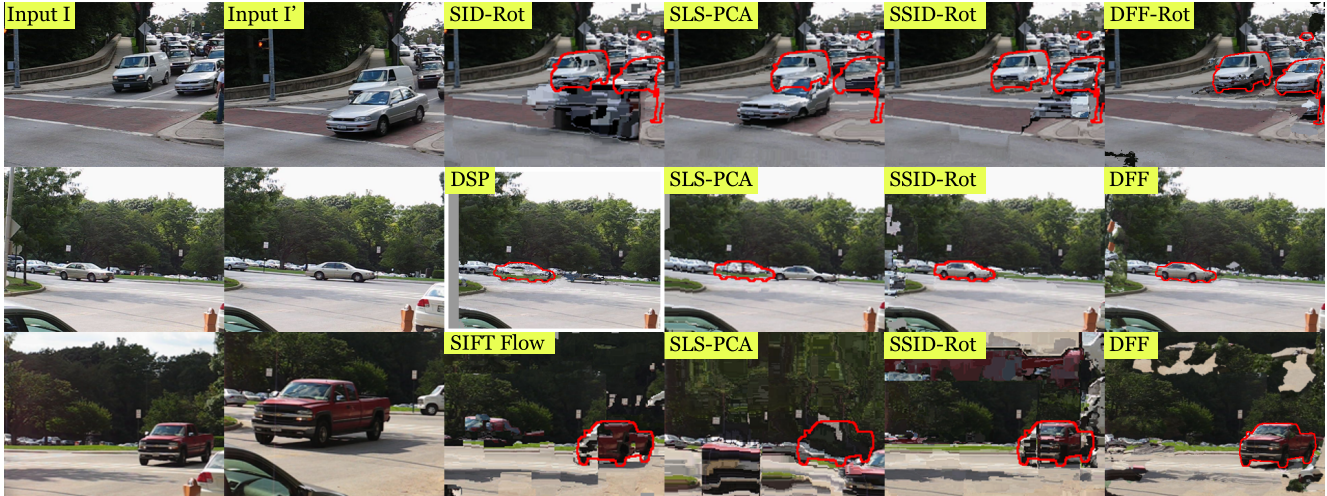 Input I
Input I’
SID-Rot
SLS-PCA
SSID-Rot
DFF-Rot
DSP
SLS-PCA
SSID-Rot
DFF
SIFT Flow
SLS-PCA
SSID-Rot
DFF